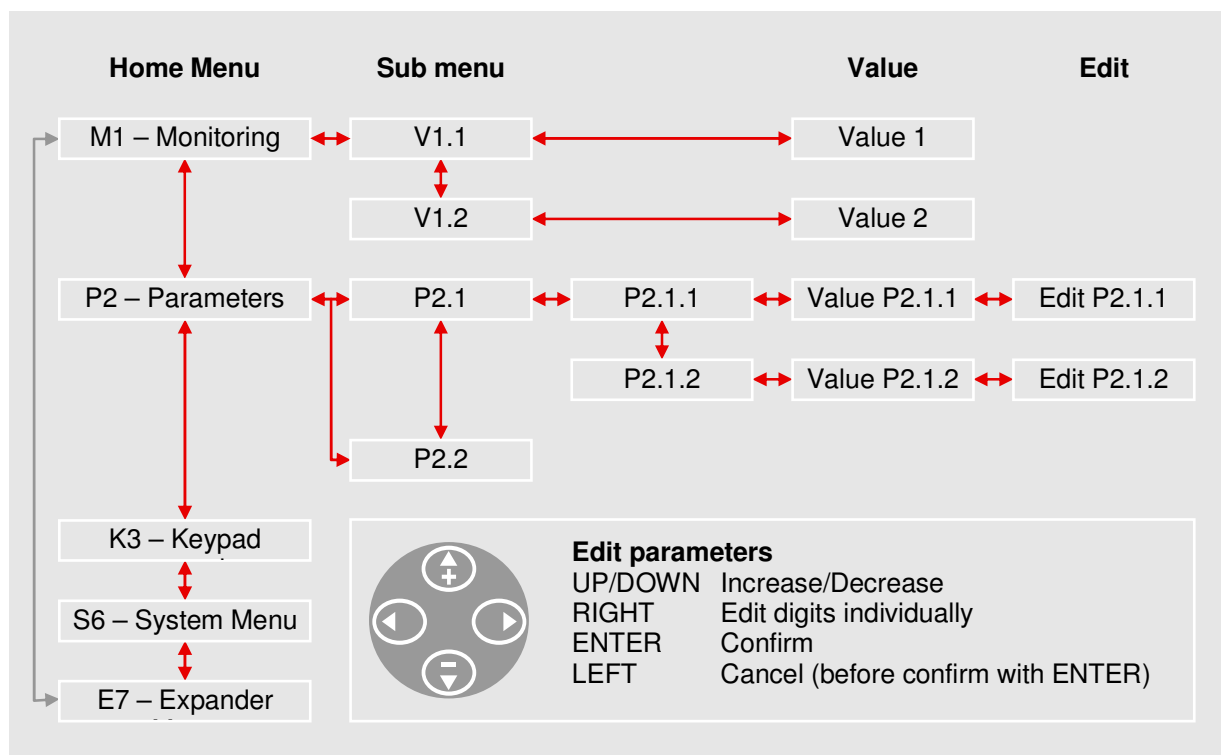 Home Menu Sub menu Value Edit
M1 – Monitoring V1.1 Value 1
V1.2 Value 2
P2 – Parameters P2.1 P2.1.1 Value P2.1.1 Edit P2.1.1
P2.1.2 Value P2.1.2 Edit P2.1.2
P2.2
K3 – Keypad
Edit parameters
UP/DOWN Increase/Decrease
RIGHT Edit digits individually
S6 – System Menu
ENTER Confirm
LEFT Cancel (before confirm with ENTER)
E7 – Expander